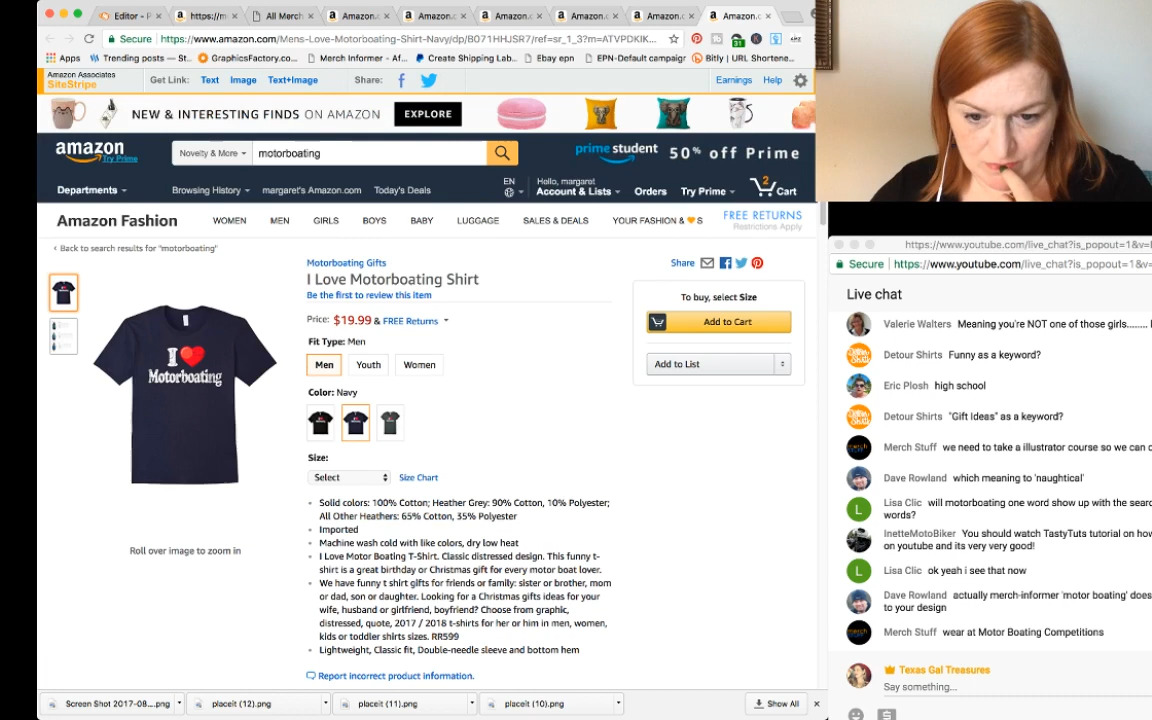 Editor - P
https://m
All Merch
Amazon.c
Amazon.c
Amazon.c
Amazon.c
Amazon.c
Amazon.c
Secure https://www.amazon.com/Mens-Love-Motorboating-Shirt-Navy/dp/B071HHJSR7/ref=sr_1_3?m=ATVPDKIK...
Apps Trending posts — St... GraphicsFactory.co... Merch Informer - Af... Create Shipping Lab... Ebay epn EPN-Default campaign Bitly | URL Shortene...
Amazon Associates
SiteStripe
Get Link: Text Image Text+Image Share: Earnings Help
NEW & INTERESTING FINDS ON AMAZON EXPLORE
amazon
Try Prime
Novelty & More motorboating
prime student 50% off Prime
Departments Browsing History margaret's Amazon.com Today's Deals
EN
Hello, margaret
Account & Lists Orders Try Prime 2 Cart
Amazon Fashion WOMEN MEN GIRLS BOYS BABY LUGGAGE SALES & DEALS YOUR FASHION & S
FREE RETURNS
Restrictions Apply
‹ Back to search results for "motorboating"
Motorboating Gifts
I Love Motorboating Shirt
Be the first to review this item
Price: $19.99 & FREE Returns
Fit Type: Men
Men Youth Women
Color: Navy
Size:
Select Size Chart
Solid colors: 100% Cotton; Heather Grey: 90% Cotton, 10% Polyester;
All Other Heathers: 65% Cotton, 35% Polyester
Imported
Machine wash cold with like colors, dry low heat
I Love Motor Boating T-Shirt. Classic distressed design. This funny t-
shirt is a great birthday or Christmas gift for every motor boat lover.
We have funny t shirt gifts for friends or family: sister or brother, mom
or dad, son or daughter. Looking for a Christmas gifts ideas for your
wife, husband or girlfriend, boyfriend? Choose from graphic,
distressed, quote, 2017 / 2018 t-shirts for her or him in men, women,
kids or toddler shirts sizes. RR599
Lightweight, Classic fit, Double-needle sleeve and bottom hem
Report incorrect product information.
I
Motorboating
Roll over image to zoom in
Share
To buy, select Size
Add to Cart
Add to List
https://www.youtube.com/live_chat?is_popout=1&v=
Secure https://www.youtube.com/live_chat?is_popout=1&v=
Live chat
Valerie Walters Meaning you're NOT one of those girls........
Detour Shirts Funny as a keyword?
Eric Plosh high school
Detour Shirts "Gift Ideas" as a keyword?
Merch Stuff we need to take a illustrator course so we can
Dave Rowland which meaning to 'naughtical'
Lisa Clic will motorboating one word show up with the
words?
InetteMotoBiker You should watch TastyTuts tutorial on
on youtube and its very very good!
L
Lisa Clic ok yeah i see that now
L
Dave Rowland actually merch-informer 'motor boating' does
to your design
Merch Stuff wear at Motor Boating Competitions
Texas Gal Treasures
Say something...
Screen Shot 2017-08....png placeit (12).png placeit (11).png placeit (10).png Show All